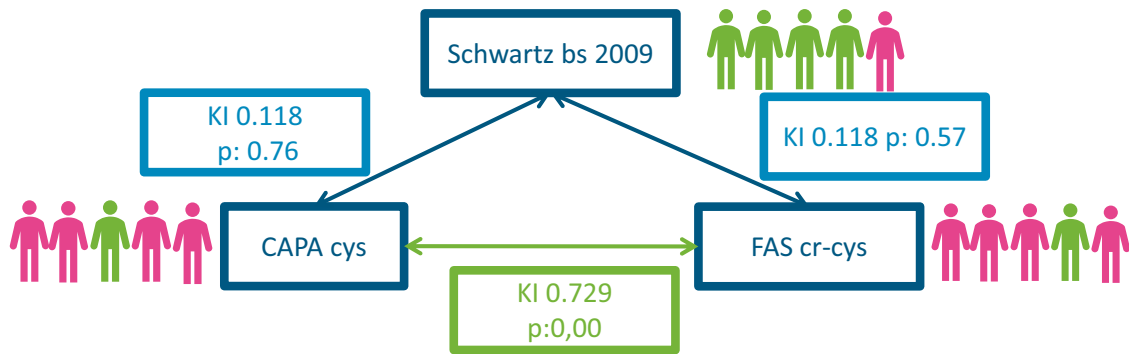 Schwartz bs 2009
KI 0.118
p: 0.76
KI 0.118 p: 0.57
CAPA cys
FAS cr-cys
KI 0.729
p:0,00